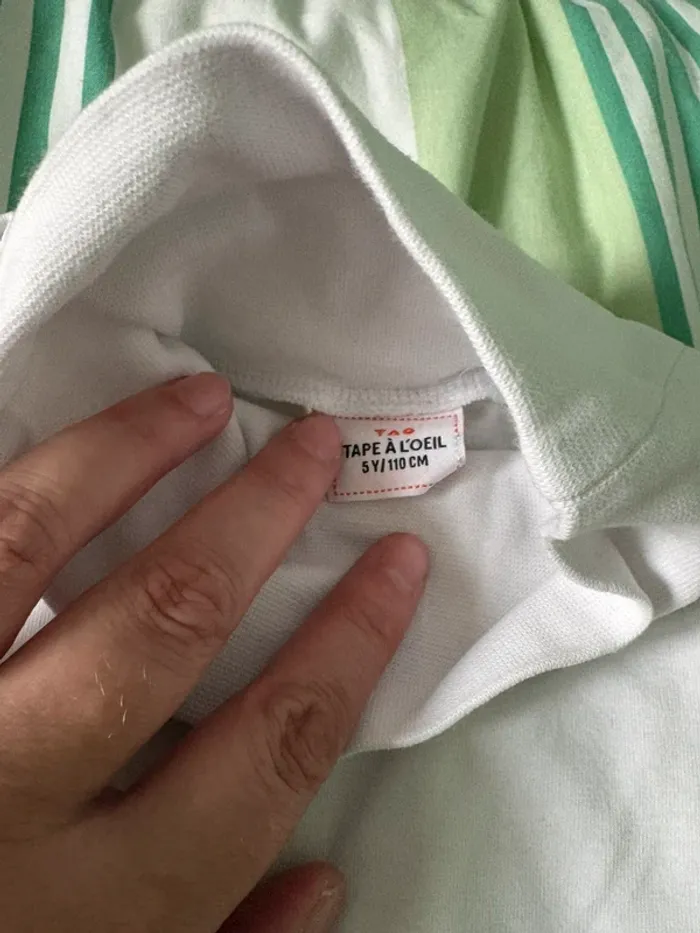 TAO
TAPE À L'OEIL
5 Y/110 CM